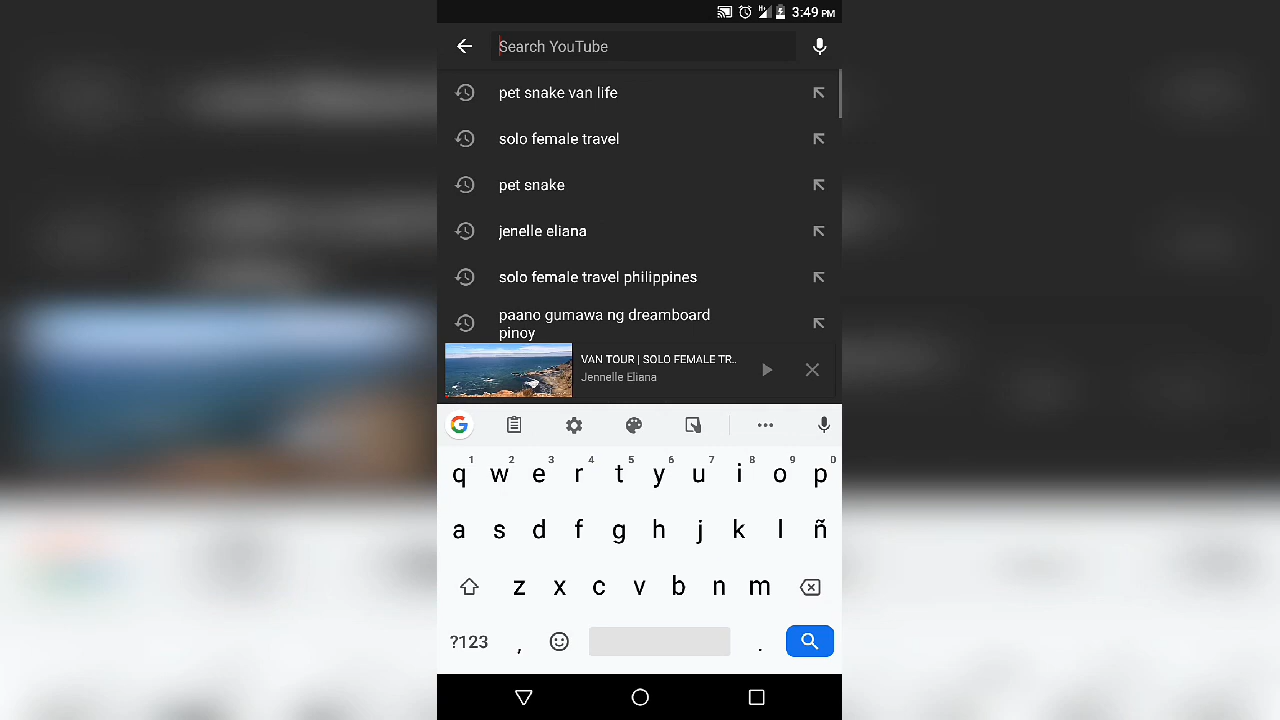 3:49 PM
Search YouTube
pet snake van life
solo female travel
pet snake
jenelle eliana
solo female travel philippines
paano gumawa ng dreamboard
pinoy
VAN TOUR | SOLO FEMALE TR..
Jennelle Eliana
G
1 2 3 4 5 6 7 8 9 0
q w e r t y u i o p
a s d f g h j k l ñ
z x c v b n m
?123 , .